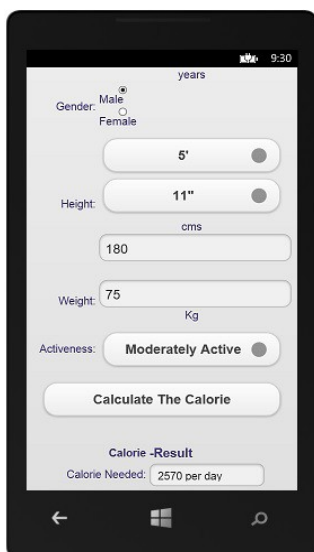 9:30
years
Gender: Male
Female
5'
Height: 11"
cms
180
Weight: 75
Kg
Activeness: Moderately Active
Calculate The Calorie
Calorie -Result
Calorie Needed: 2570 per day